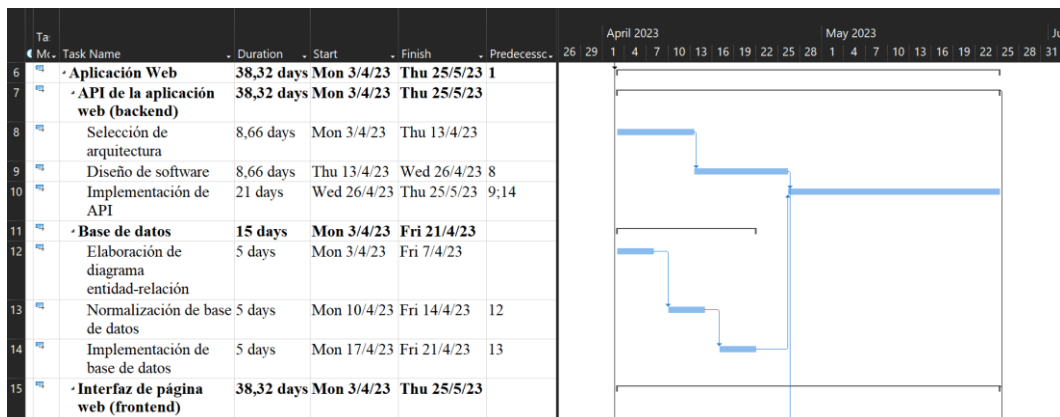 Ta: April 2023 May 2023 Ju
Mo Task Name Duration Start Finish Predecessc 26 29 1 4 7 10 13 16 19 22 25 28 1 4 7 10 13 16 19 22 25 28 31
6 Aplicación Web 38,32 days Mon 3/4/23 Thu 25/5/23 1
7 API de la aplicación 38,32 days Mon 3/4/23 Thu 25/5/23
web (backend)
8 Selección de 8,66 days Mon 3/4/23 Thu 13/4/23
arquitectura
9 Diseño de software 8,66 days Thu 13/4/23 Wed 26/4/23 8
10 Implementación de 21 days Wed 26/4/23 Thu 25/5/23 9;14
API
11 Base de datos 15 days Mon 3/4/23 Fri 21/4/23
12 Elaboración de 5 days Mon 3/4/23 Fri 7/4/23
diagrama
entidad-relación
13 Normalización de base 5 days Mon 10/4/23 Fri 14/4/23 12
de datos
14 Implementación de 5 days Mon 17/4/23 Fri 21/4/23 13
base de datos
15 Interfaz de página 38,32 days Mon 3/4/23 Thu 25/5/23
web (frontend)